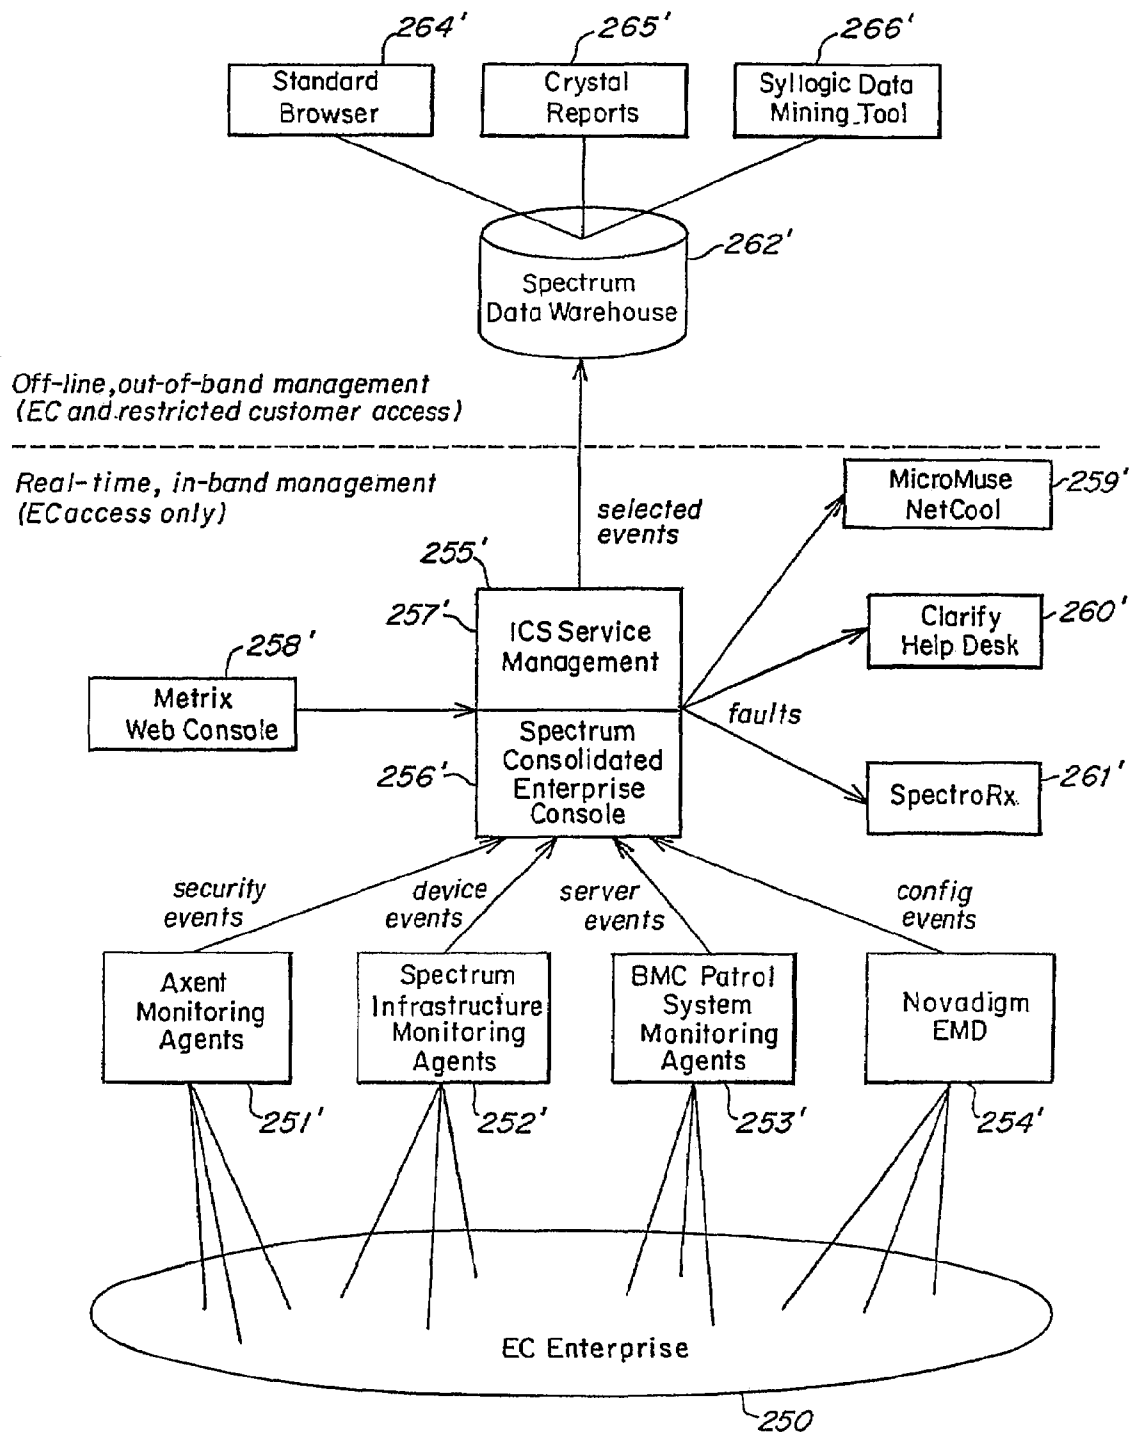 264'
265'
266'
Standard
Browser
Crystal
Reports
Syllogic Data
Mining Tool
262'
Spectrum
Data Warehouse
Off-line, out-of-band management
(EC and restricted customer access)
Real-time, in-band management
(EC access only)
selected
events
MicroMuse
NetCool
259'
255'
257'
ICS Service
Management
Clarify
Help Desk
260'
258'
Metrix
Web Console
faults
256'
Spectrum
Consolidated
Enterprise
Console
SpectroRx
261'
security
events
device
events
server
events
config
events
Axent
Monitoring
Agents
Spectrum
Infrastructure
Monitoring
Agents
BMC Patrol
System
Monitoring
Agents
Novadigm
EMD
251'
252'
253'
254'
EC Enterprise
250